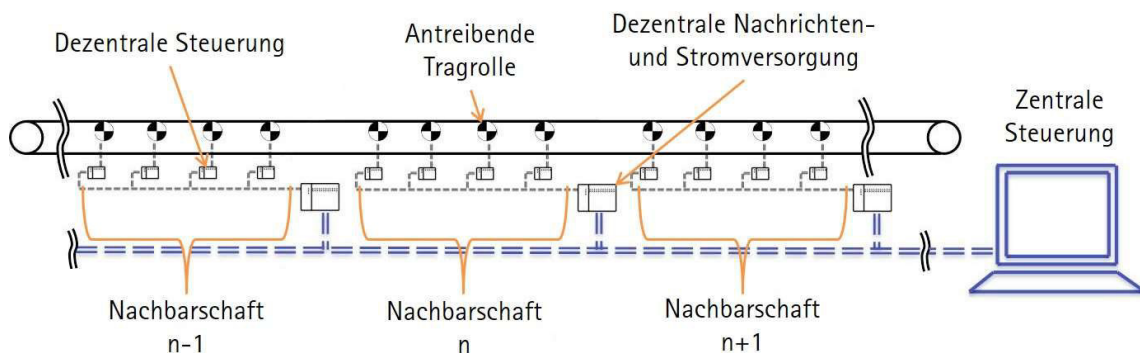 Dezentrale Steuerung
Antreibende
Tragrolle
Dezentrale Nachrichten-
und Stromversorgung
Zentrale
Steuerung
Nachbarschaft
n-1
Nachbarschaft
n
Nachbarschaft
n+1